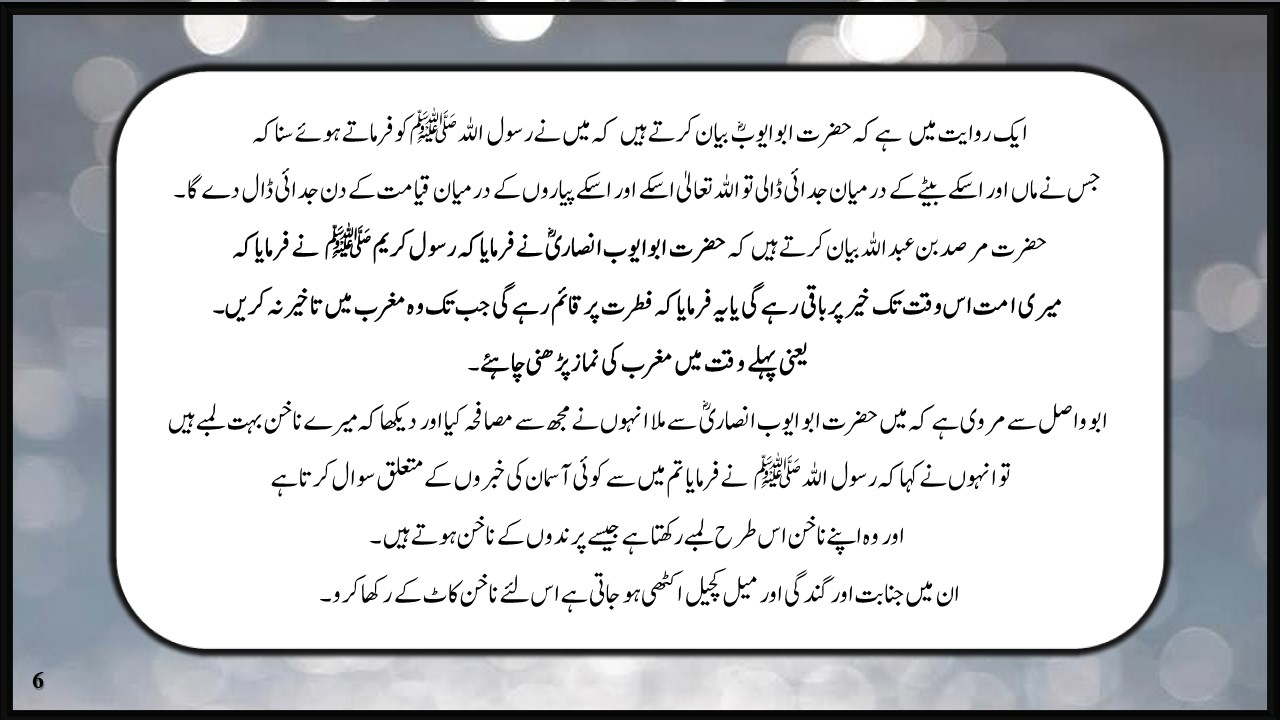 ایک روایت میں ہے کہ حضرت ابو ایوبؓ بیان کرتے ہیں کہ میں نے رسول اللہ ﷺ کو فرماتے ہوئے سنا کہ
جس نے ماں اور اسکے بیٹے کے درمیان جدائی ڈالی تو اللہ تعالیٰ اسکے اور اسکے پیاروں کے درمیان قیامت کے دن جدائی ڈال دے گا۔
حضرت مرصد بن عبد اللہ بیان کرتے ہیں کہ حضرت ابو ایوب انصاریؓ نے فرمایا کہ رسول کریم ﷺ نے فرمایا کہ
میری امت اس وقت تک خیر پر باقی رہے گی یا یہ فرمایا کہ فطرت پر قائم رہے گی جب تک وہ مغرب میں تاخیر نہ کریں۔
یعنی پہلے وقت میں مغرب کی نماز پڑھنی چاہئے۔
ابو واصل سے مروی ہے کہ میں حضرت ابو ایوب انصاریؓ سے ملا انہوں نے مجھ سے مصافحہ کیا اور دیکھا کہ میرے ناخن بہت لمبے ہیں
تو انہوں نے کہا کہ رسول اللہ ﷺ نے فرمایا تم میں سے کوئی آسمان کی خبروں کے متعلق سوال کرتا ہے
اور وہ اپنے ناخن اس طرح لمبے رکھتا ہے جیسے پرندوں کے ناخن ہوتے ہیں۔
ان میں جنابت اور گندگی اور میل کچیل اکٹھی ہو جاتی ہے اس لئے ناخن کاٹ کے رکھا کرو۔
6